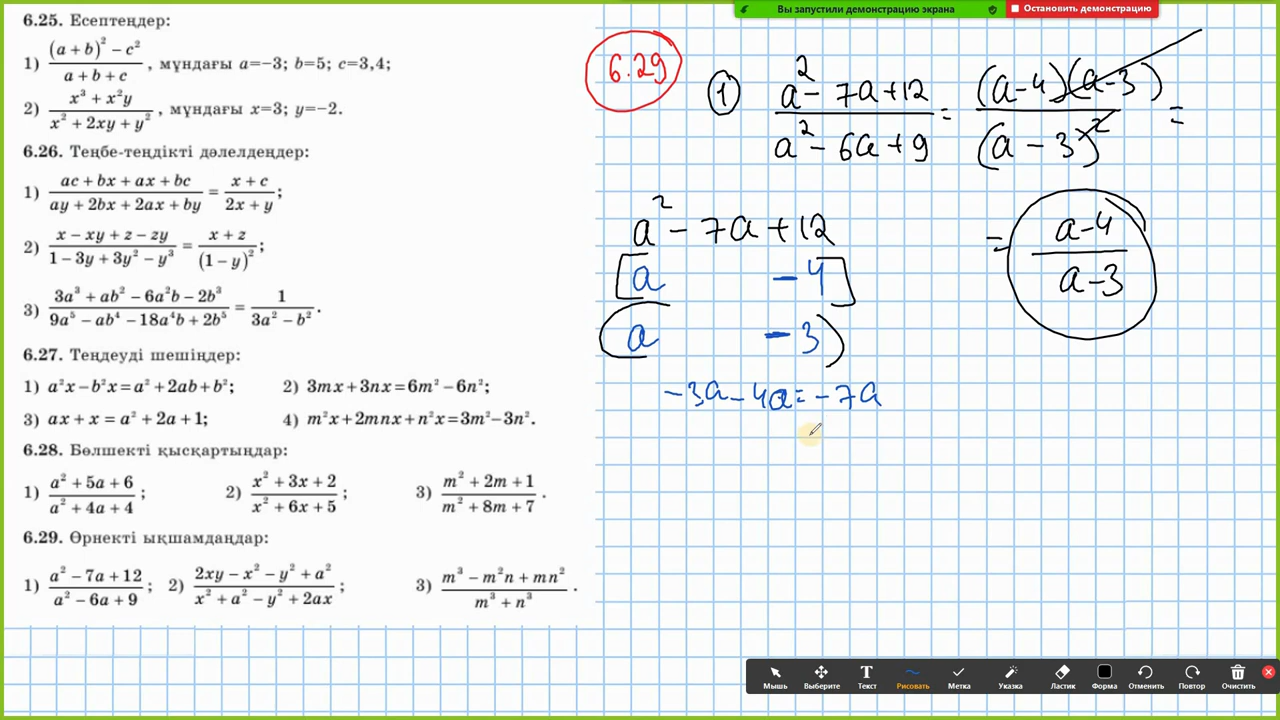 Вы запустили демонстрацию экрана
Остановить демонстрацию
6.25. Есептеңдер:
1) ((a + b)² – c²)/(a + b + c), мұндағы a=–3; b=5; c=3,4;
2) (x³ + x²y)/(x² + 2xy + y²), мұндағы x=3; y=–2.
6.26. Теңбе-теңдікті дәлелдеңдер:
1) (ac + bx + ax + bc)/(ay + 2bx + 2ax + by) = (x + c)/(2x + y);
2) (x – xy + z – zy)/(1 – 3y + 3y² – y³) = (x + z)/(1 – y)²;
3) (3a³ + ab² – 6a²b – 2b³)/(9a⁵ – ab⁴ – 18a⁴b + 2b⁵) = 1/(3a² – b²).
6.27. Теңдеуді шешіңдер:
1) a²x – b²x = a² + 2ab + b²; 2) 3mx + 3nx = 6m² – 6n²;
3) ax + x = a² + 2a + 1; 4) m²x + 2mnx + n²x = 3m² – 3n².
6.28. Бөлшекті қысқартыңдар:
1) (a² + 5a + 6)/(a² + 4a + 4); 2) (x² + 3x + 2)/(x² + 6x + 5); 3) (m² + 2m + 1)/(m² + 8m + 7).
6.29. Өрнекті ықшамдаңдар:
1) (a² – 7a + 12)/(a² – 6a + 9); 2) (2xy – x² – y² + a²)/(x² + a² – y² + 2ax); 3) (m³ – m²n + mn²)/(m³ + n³).
6.29
1 (a² – 7a + 12)/(a² – 6a + 9) = (a – 4)(a – 3)/(a – 3)² =
= (a – 4)/(a – 3)
a² – 7a + 12
[a – 4]
(a – 3)
–3a – 4a = –7a
Мышь Выберите Текст Рисовать Метка Указка Ластик Форма Отменить Повтор Очистить